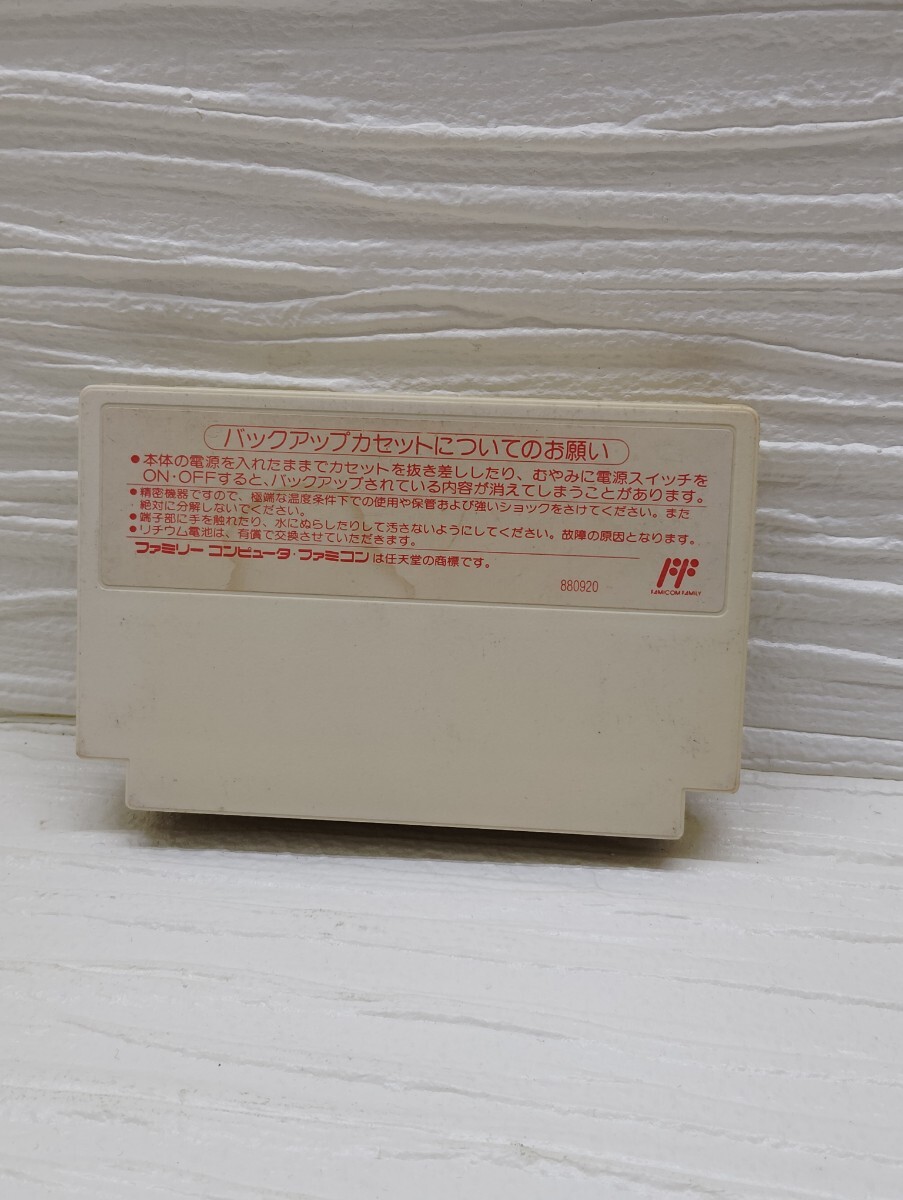 バックアップカセットについてのお願い
●本体の電源を入れたままでカセットを抜き差ししたり、むやみに電源スイッチを
ON・OFFすると、バックアップされている内容が消えてしまうことがあります。
●精密機器ですので、極端な温度条件下での使用や保管および強いショックをさけてください。また
絶対に分解しないでください。
●端子部に手を触れたり、水にぬらしたりして汚さないようにしてください。故障の原因となります。
●リチウム電池は、有償で交換させていただきます。
ファミリーコンピュータ・ファミコンは任天堂の商標です。
880920
FAMICOM FAMILY